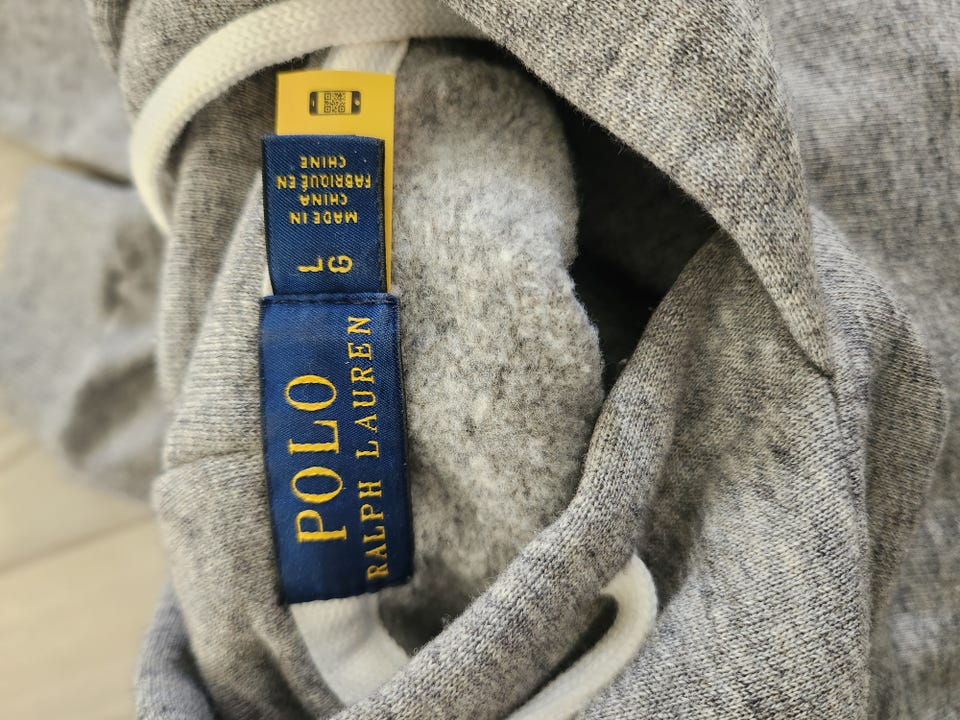 POLO
RALPH LAUREN
L
G
MADE IN
CHINA
FABRIQUÉ EN
CHINE